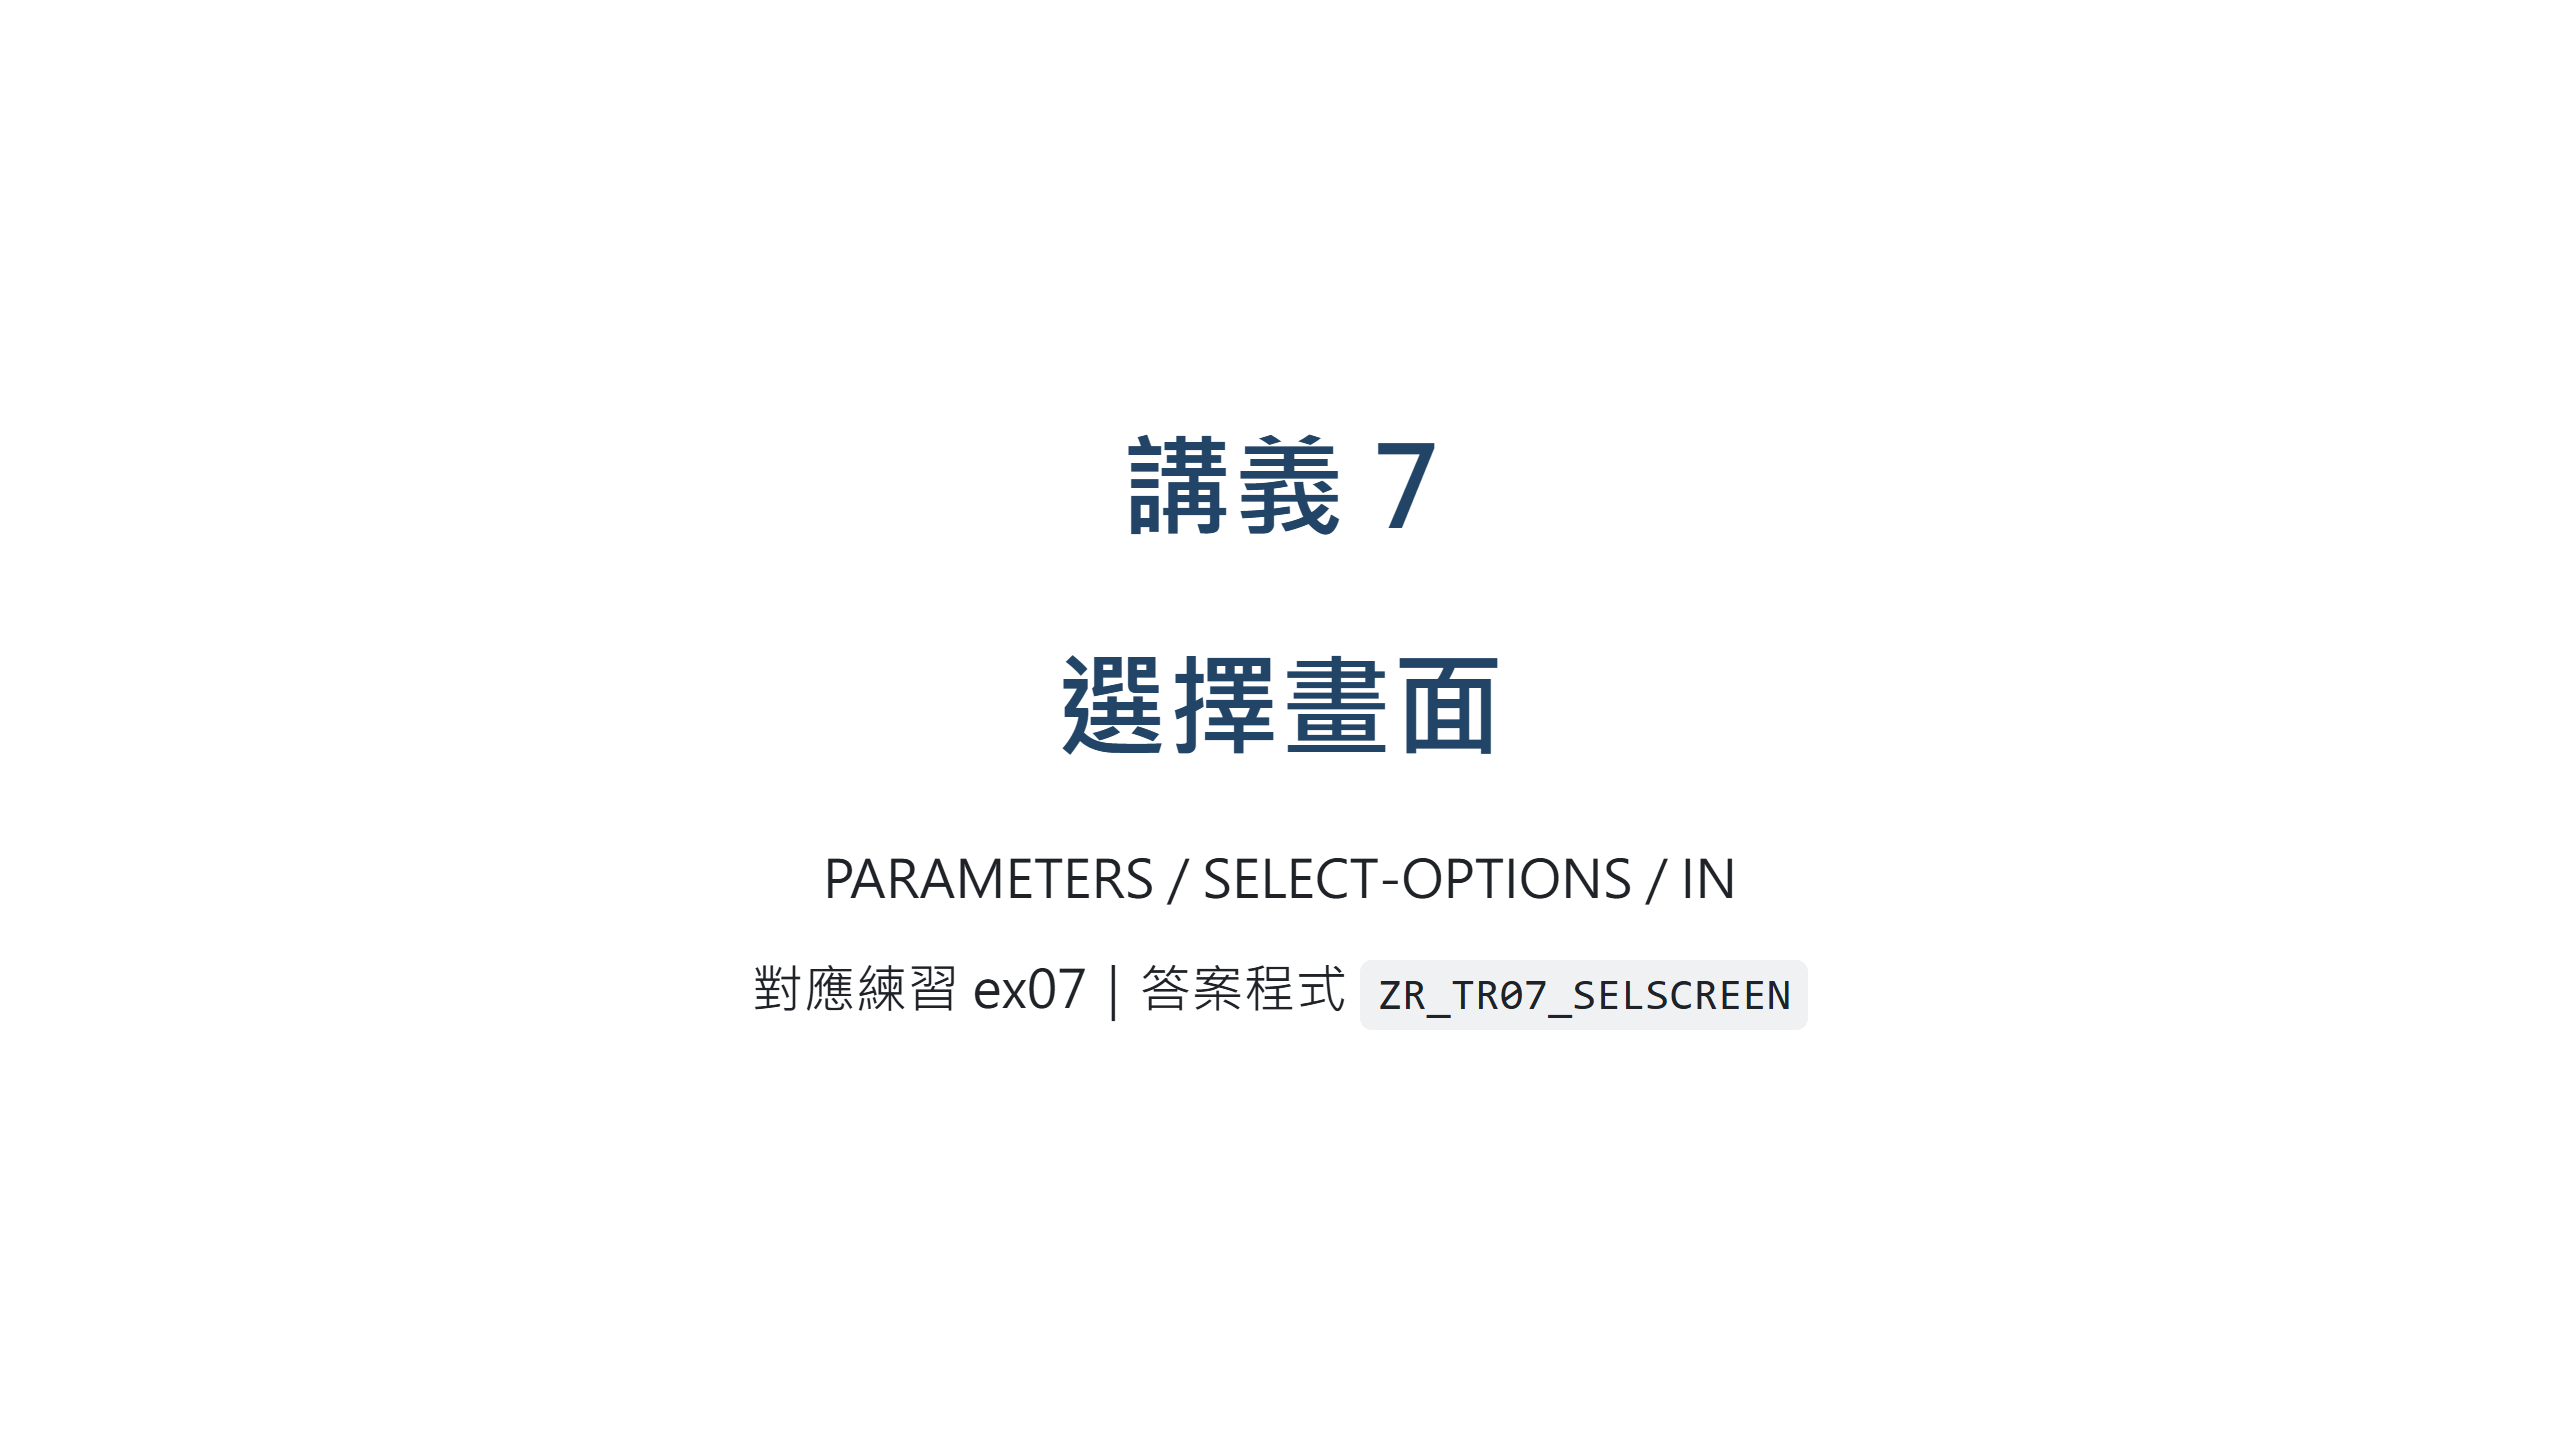 講義 7
選擇畫面
PARAMETERS / SELECT-OPTIONS / IN
對應練習 ex07｜答案程式 ZR_TR07_SELSCREEN